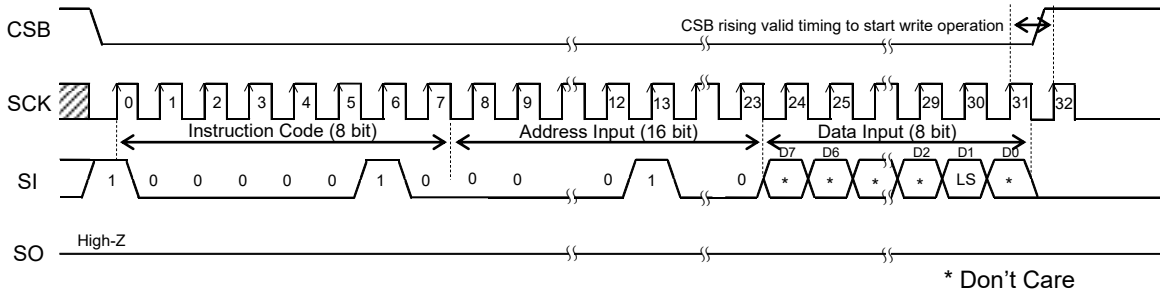 CSB
CSB rising valid timing to start write operation
SCK
0 1 2 3 4 5 6 7 8 9 12 13 23 24 25 29 30 31 32
Instruction Code (8 bit) Address Input (16 bit) Data Input (8 bit)
D7 D6 D2 D1 D0
SI 1 0 0 0 0 0 1 0 0 0 0 1 0 * * * * LS *
High-Z
SO
* Don't Care